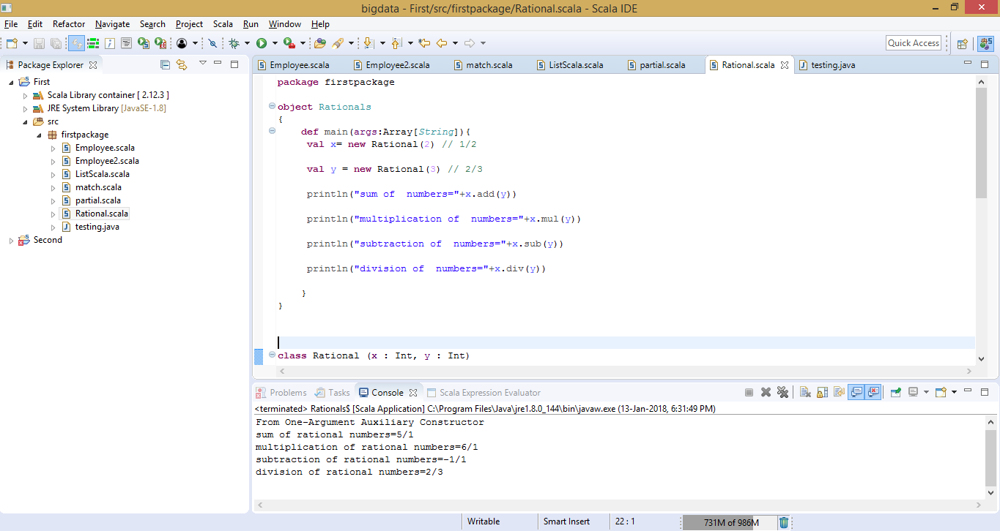 bigdata - First/src/firstpackage/Rational.scala - Scala IDE
File Edit Refactor Navigate Search Project Scala Run Window Help
Quick Access
Package Explorer
First
Scala Library container [ 2.12.3 ]
JRE System Library [JavaSE-1.8]
src
firstpackage
Employee.scala
Employee2.scala
ListScala.scala
match.scala
partial.scala
Rational.scala
testing.java
Second
Employee.scala Employee2.scala match.scala ListScala.scala partial.scala Rational.scala testing.java
package firstpackage
object Rationals
{
def main(args:Array[String]){
val x= new Rational(2) // 1/2
val y = new Rational(3) // 2/3
println("sum of  numbers="+x.add(y))
println("multiplication of  numbers="+x.mul(y))
println("subtraction of  numbers="+x.sub(y))
println("division of  numbers="+x.div(y))
}
}
class Rational (x : Int, y : Int)
Problems Tasks Console Scala Expression Evaluator
<terminated> Rationals$ [Scala Application] C:\Program Files\Java\jre1.8.0_144\bin\javaw.exe (13-Jan-2018, 6:31:49 PM)
From One-Argument Auxiliary Constructor
sum of rational numbers=5/1
multiplication of rational numbers=6/1
subtraction of rational numbers=-1/1
division of rational numbers=2/3
Writable Smart Insert 22 : 1 731M of 986M